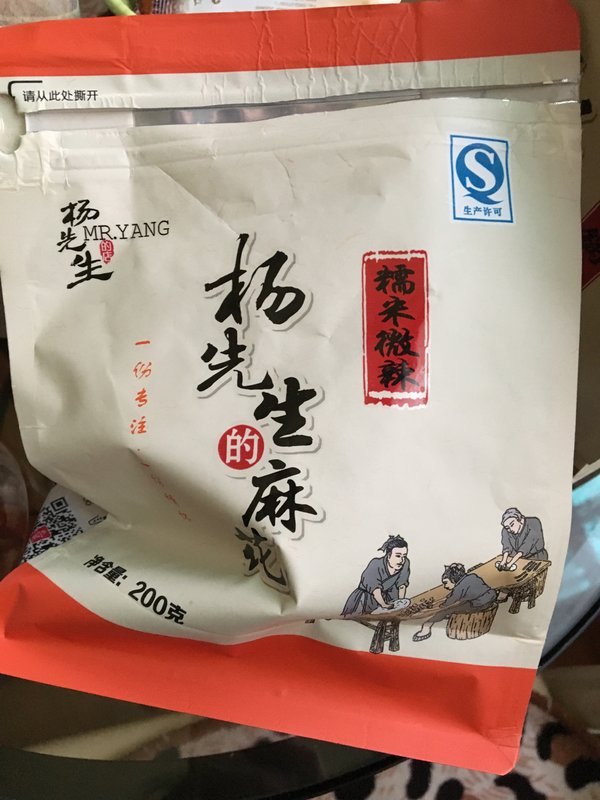 请从此处撕开
生产许可
杨先生
MR.YANG
的店
杨先生的麻花
糯米微辣
一份专注
净含量: 200克